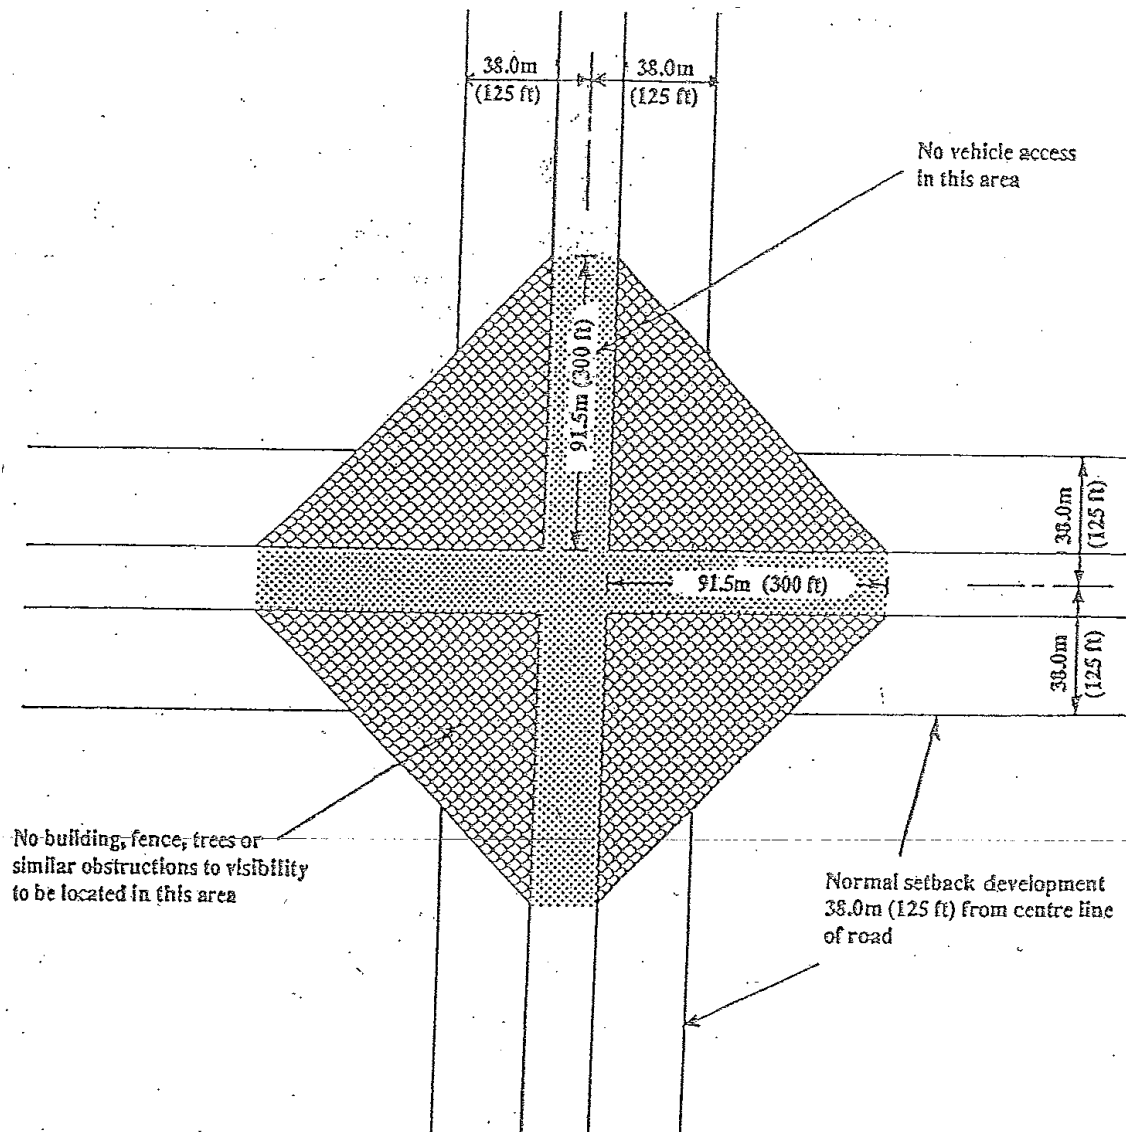 38.0m
(125 ft)
38.0m
(125 ft)
No vehicle access
in this area
91.5m (300 ft)
38.0m
(125 ft)
91.5m (300 ft)
38.0m
(125 ft)
No building, fence, trees or
similar obstructions to visibility
to be located in this area
Normal setback development
38.0m (125 ft) from centre line
of road